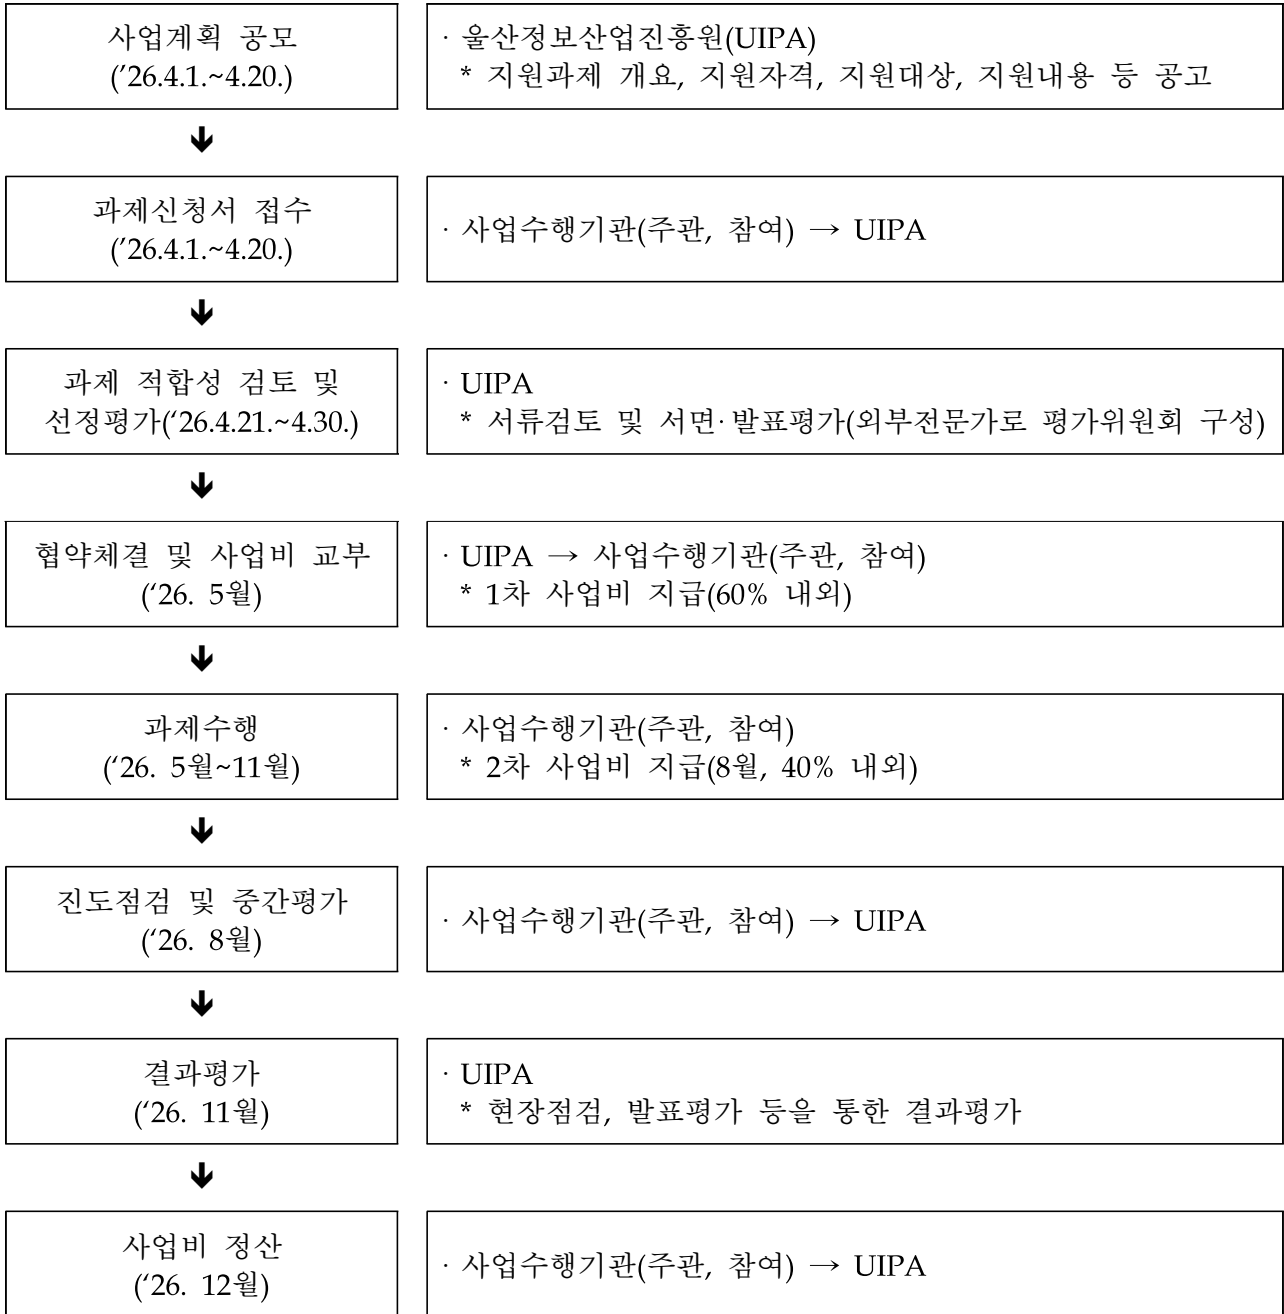 사업계획 공모
('26.4.1.~4.20.)
· 울산정보산업진흥원(UIPA)
* 지원과제 개요, 지원자격, 지원대상, 지원내용 등 공고
🡻
과제신청서 접수
('26.4.1.~4.20.)
· 사업수행기관(주관, 참여) → UIPA
🡻
과제 적합성 검토 및
선정평가(‘26.4.21.~4.30.)
· UIPA
* 서류검토 및 서면·발표평가(외부전문가로 평가위원회 구성)
🡻
협약체결 및 사업비 교부
(‘26. 5월)
· UIPA → 사업수행기관(주관, 참여)
* 1차 사업비 지급(60% 내외)
🡻
과제수행
(‘26. 5월~11월)
· 사업수행기관(주관, 참여)
* 2차 사업비 지급(8월, 40% 내외)
🡻
진도점검 및 중간평가
(‘26. 8월)
· 사업수행기관(주관, 참여) → UIPA
🡻
결과평가
(‘26. 11월)
· UIPA
* 현장점검, 발표평가 등을 통한 결과평가
🡻
사업비 정산
(‘26. 12월)
· 사업수행기관(주관, 참여) → UIPA